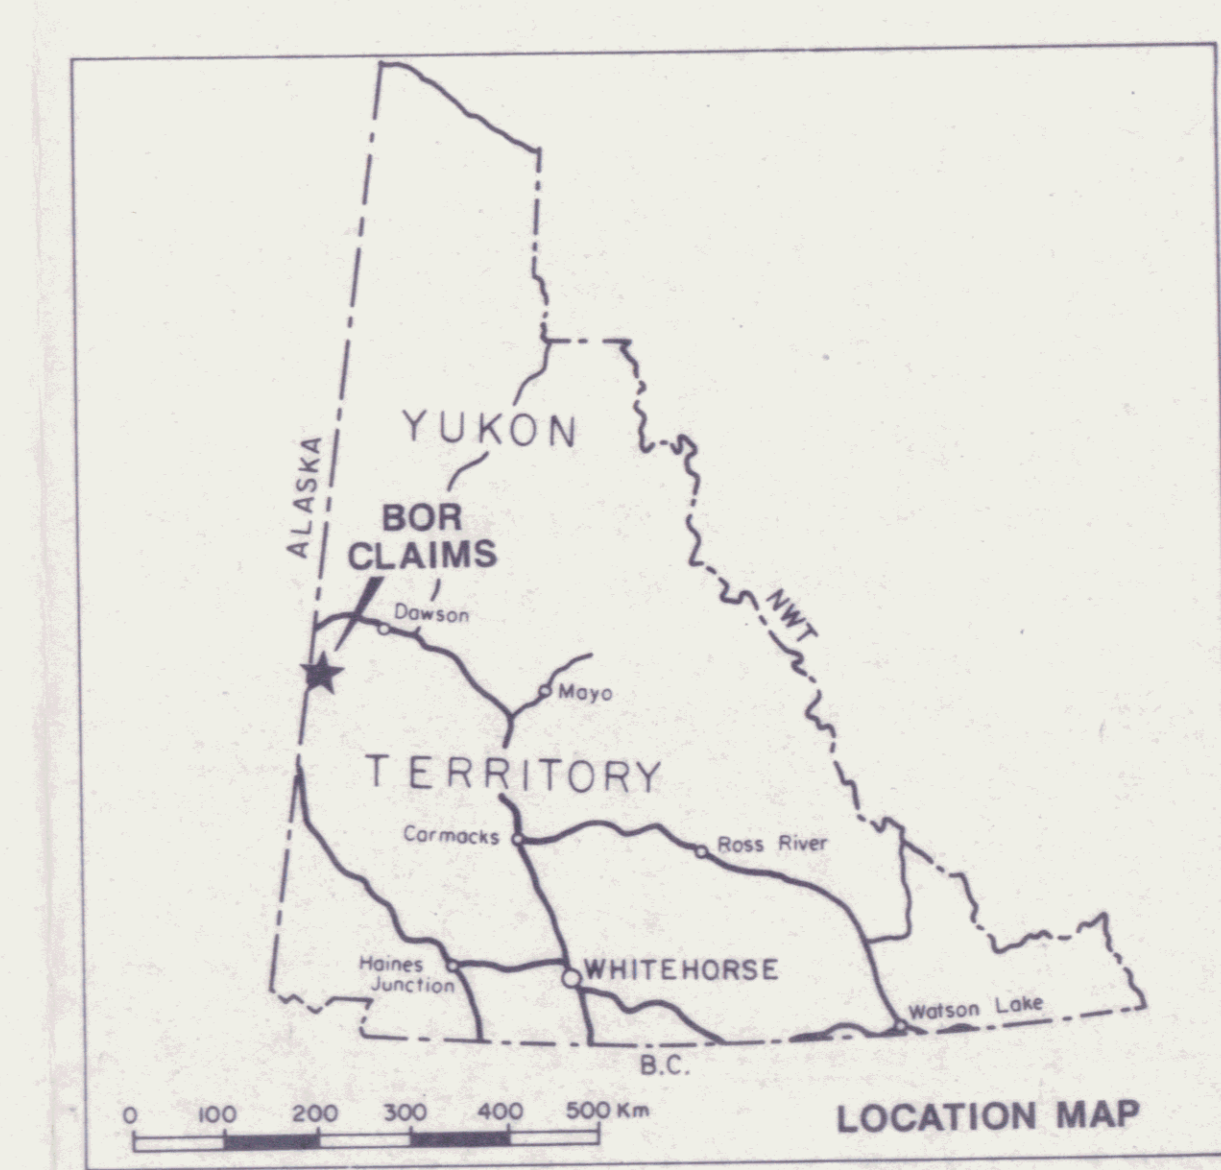 YUKON
ALASKA
BOR
CLAIMS
Dawson
NWT
Mayo
TERRITORY
Carmacks
Ross River
Haines
Junction
WHITEHORSE
Watson Lake
B.C.
0 100 200 300 400 500 Km
LOCATION MAP